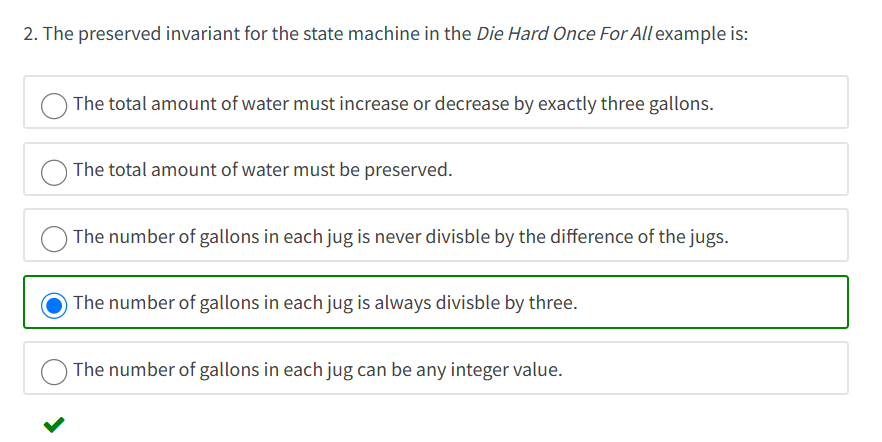 2. The preserved invariant for the state machine in the Die Hard Once For All example is:
The total amount of water must increase or decrease by exactly three gallons.
The total amount of water must be preserved.
The number of gallons in each jug is never divisble by the difference of the jugs.
The number of gallons in each jug is always divisble by three.
The number of gallons in each jug can be any integer value.